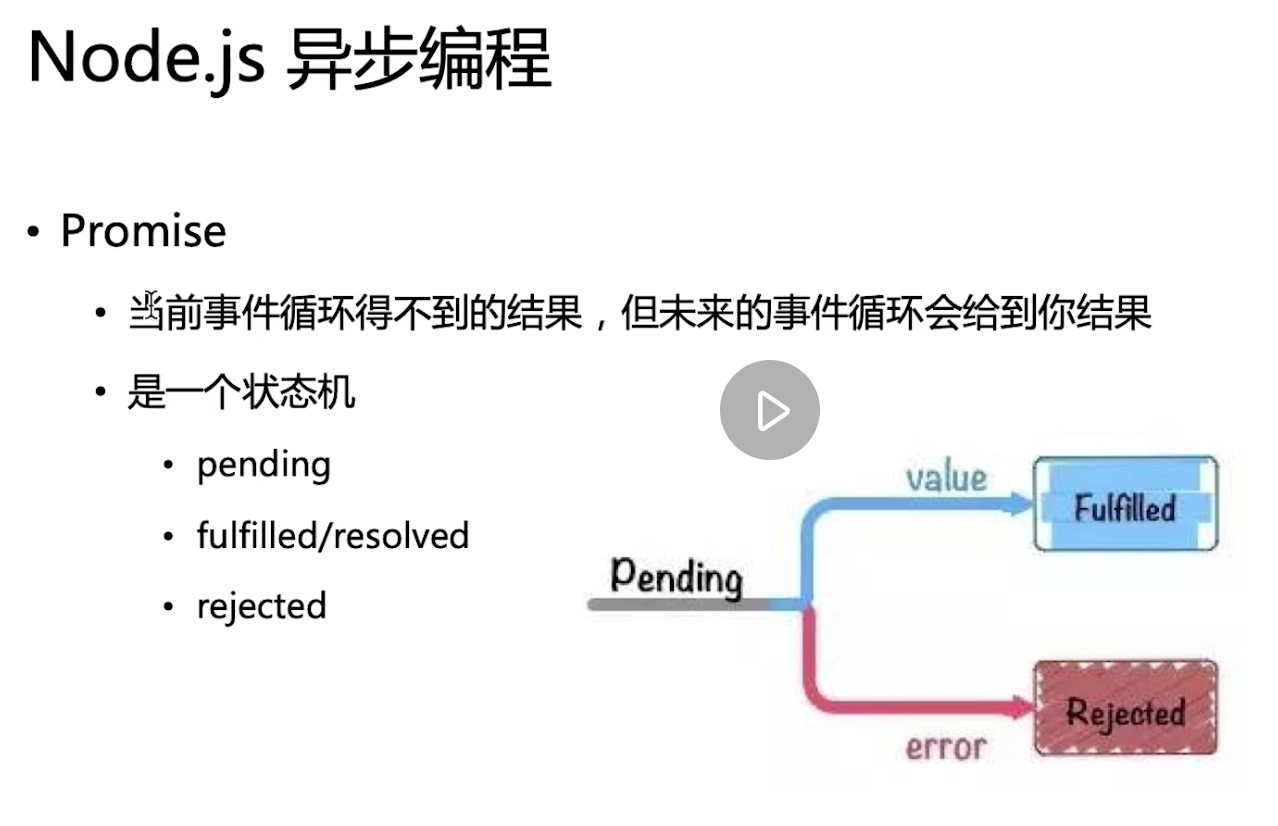 Node.js 异步编程
• Promise
• 当前事件循环得不到的结果，但未来的事件循环会给到你结果
• 是一个状态机
• pending
• fulfilled/resolved
• rejected
value
Fulfilled
Pending
Rejected
error